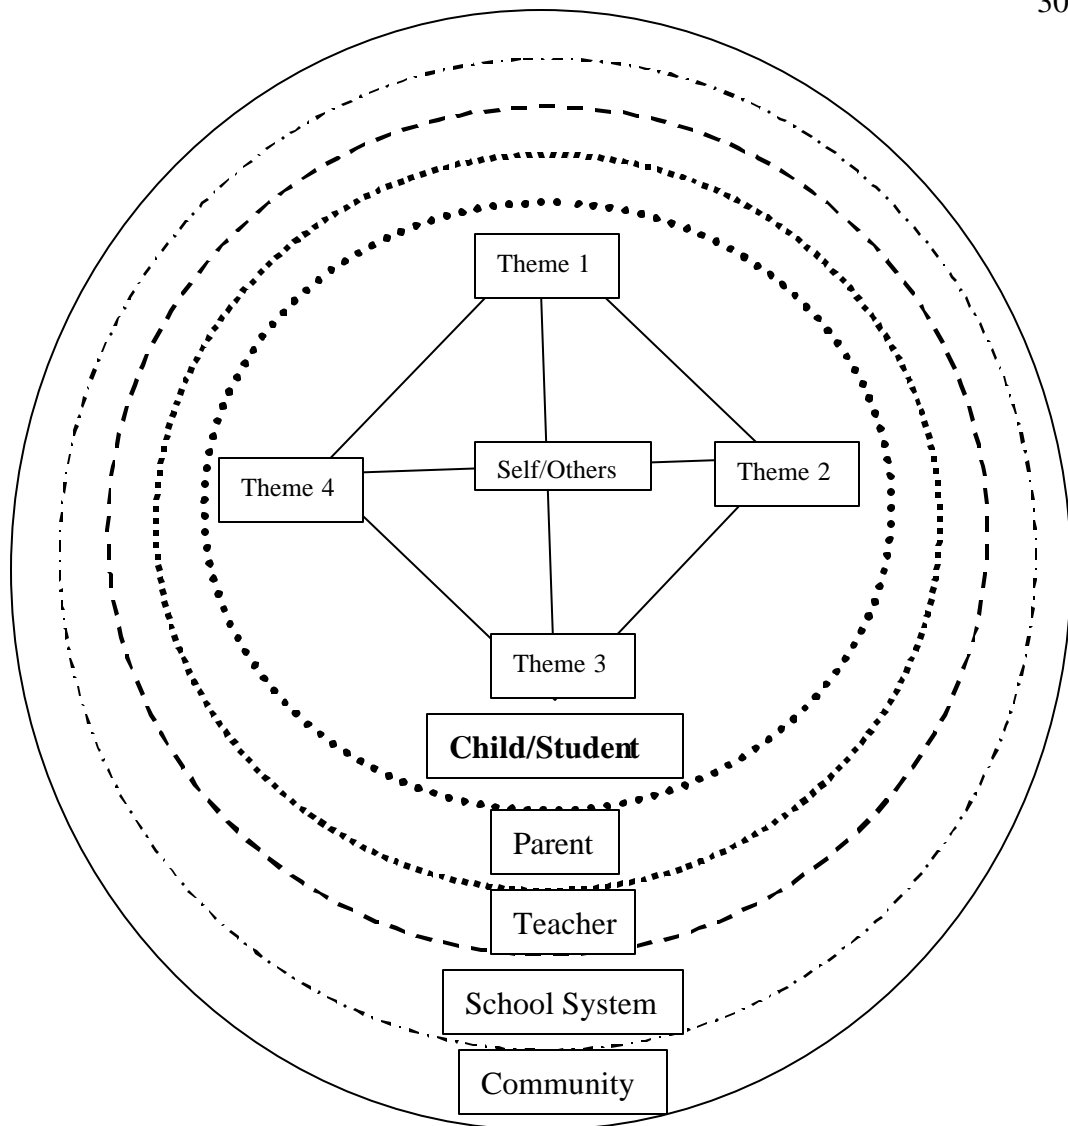 30
Theme 1
Self/Others
Theme 2
Theme 4
Theme 3
Child/Student
Parent
Teacher
School System
Community